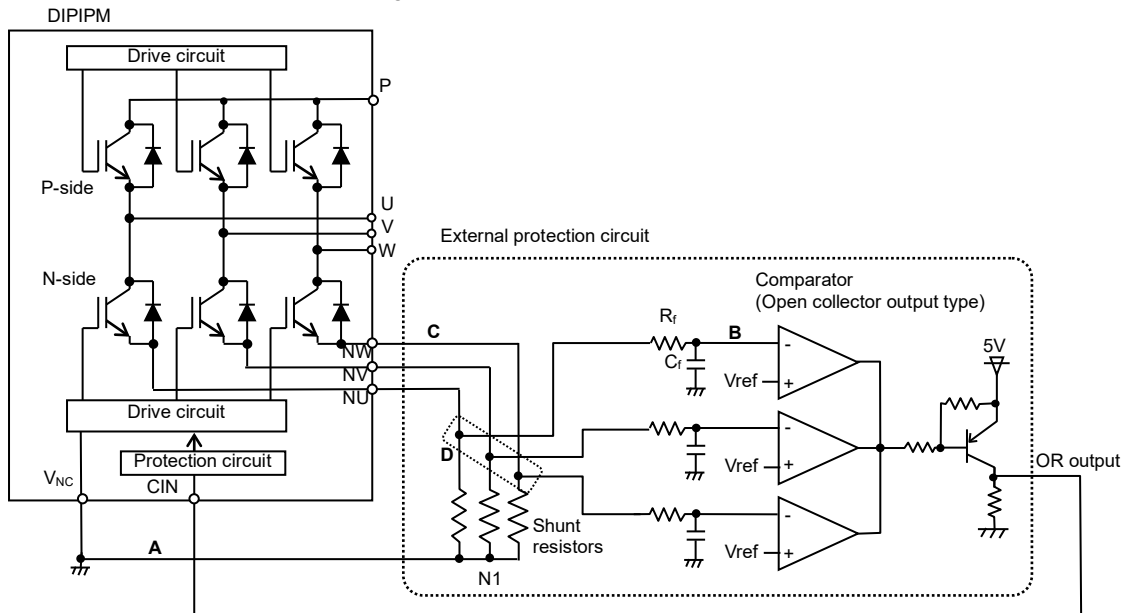 DIPIPM
Drive circuit
P
P-side
U
V
W
External protection circuit
N-side
Comparator
(Open collector output type)
C
Rf
B
5V
NW
Cf
Vref
-
+
NV
NU
Drive circuit
D
-
+
Vref
OR output
Protection circuit
VNC
CIN
Shunt
resistors
-
+
Vref
A
N1